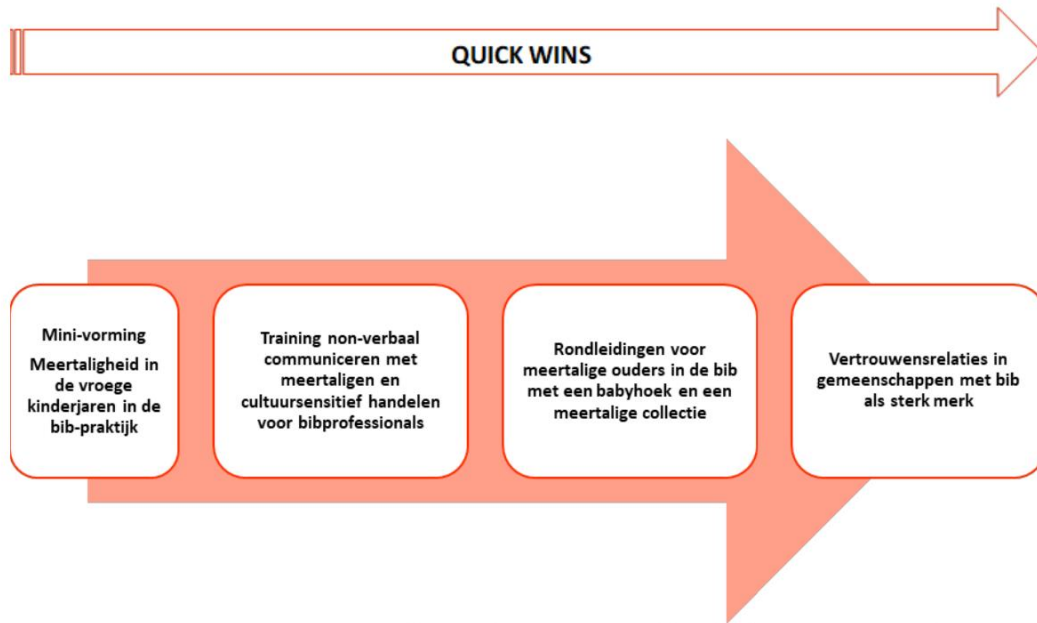 QUICK WINS
Mini-vorming
Meertaligheid in
de vroege
kinderjaren in de
bib-praktijk
Training non-verbaal
communiceren met
meertaligen en
cultuursensitief handelen
voor bibprofessionals
Rondleidingen voor
meertalige ouders in de bib
met een babyhoek en een
meertalige collectie
Vertrouwensrelaties in
gemeenschappen met bib
als sterk merk